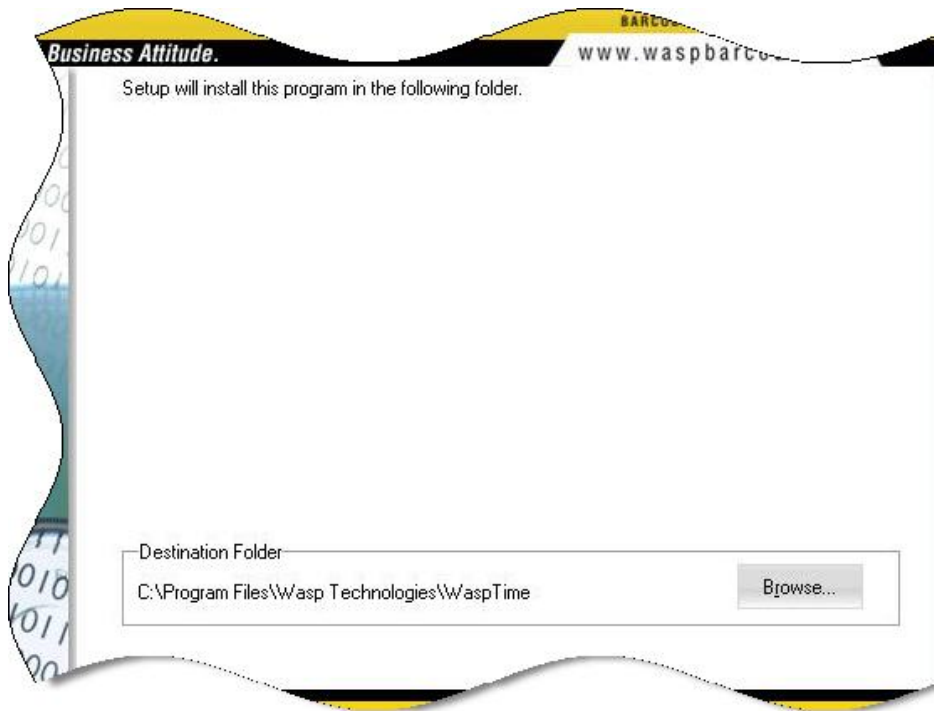 Business Attitude.
Setup will install this program in the following folder.
Destination Folder
C:\Program Files\Wasp Technologies\WaspTime
Browse...